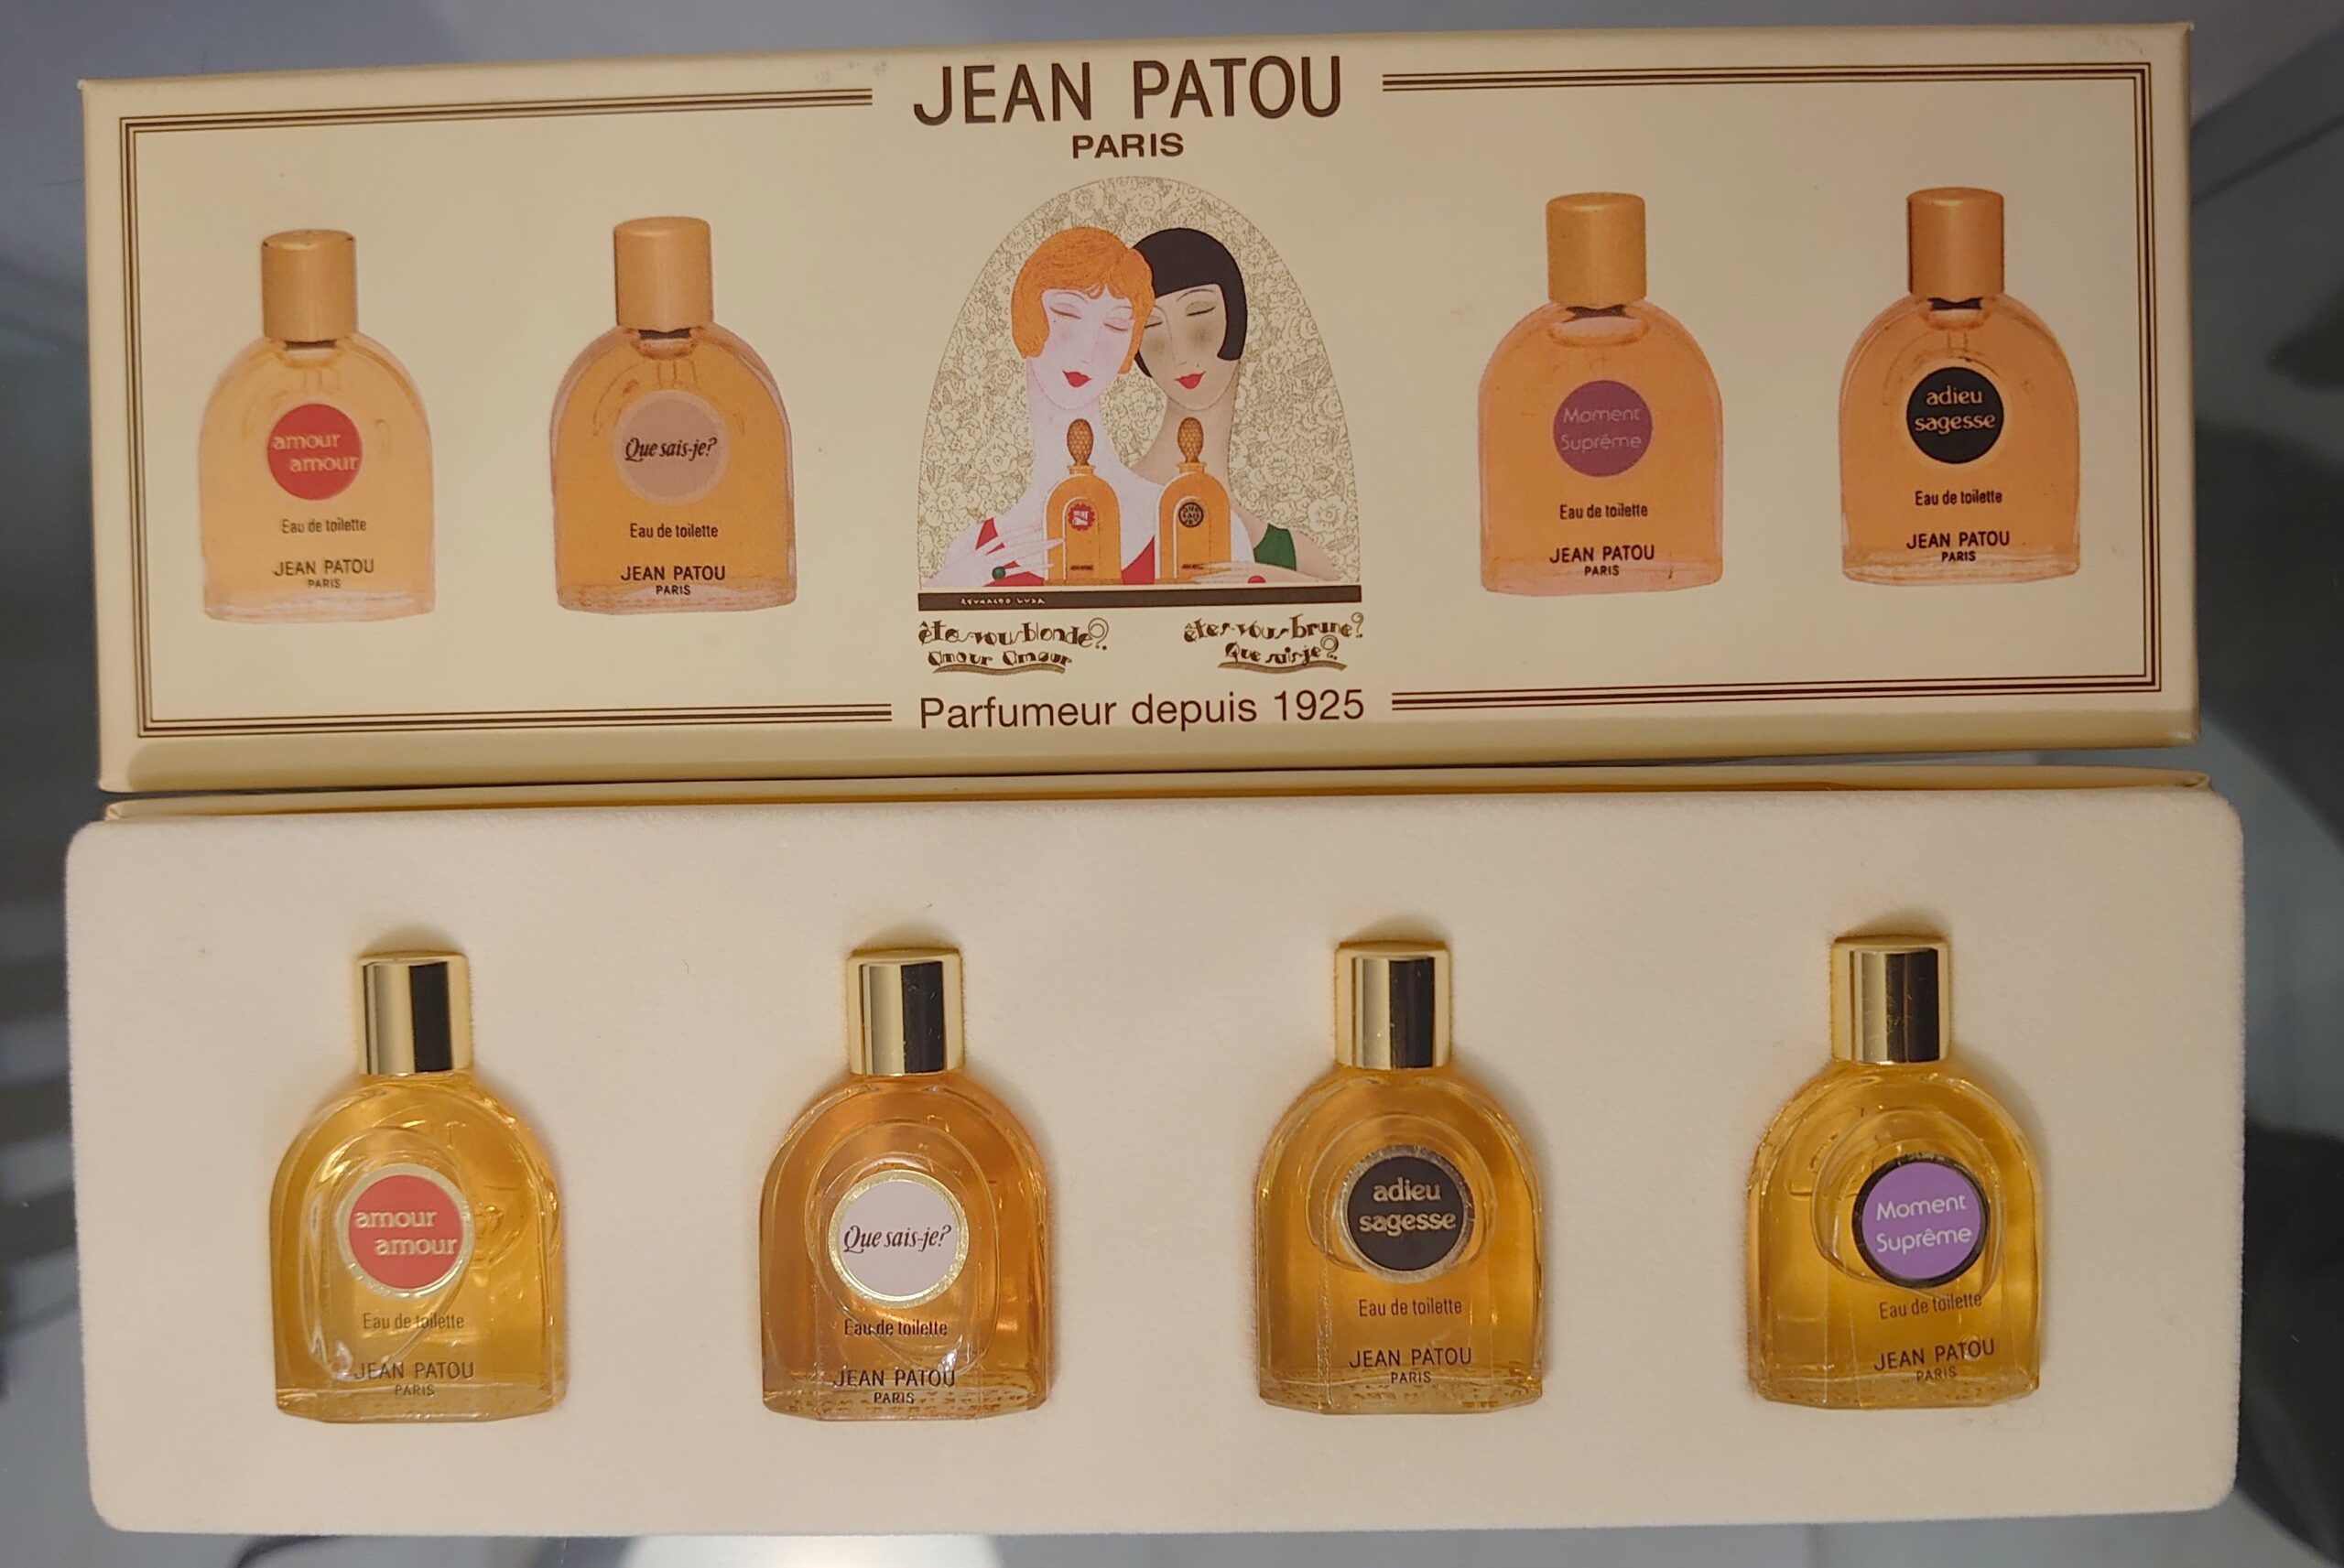 JEAN PATOU
PARIS
amour
amour
Eau de toilette
JEAN PATOU
PARIS
Que sais-je?
Eau de toilette
JEAN PATOU
PARIS
êtes-vous blonde?
Amour Amour
êtes-vous brune?
Que sais-je?
Moment
Suprême
Eau de toilette
JEAN PATOU
PARIS
adieu
sagesse
Eau de toilette
JEAN PATOU
PARIS
Parfumeur depuis 1925
amour
amour
Eau de toilette
JEAN PATOU
PARIS
Que sais-je?
Eau de toilette
JEAN PATOU
PARIS
adieu
sagesse
Eau de toilette
JEAN PATOU
PARIS
Moment
Suprême
Eau de toilette
JEAN PATOU
PARIS